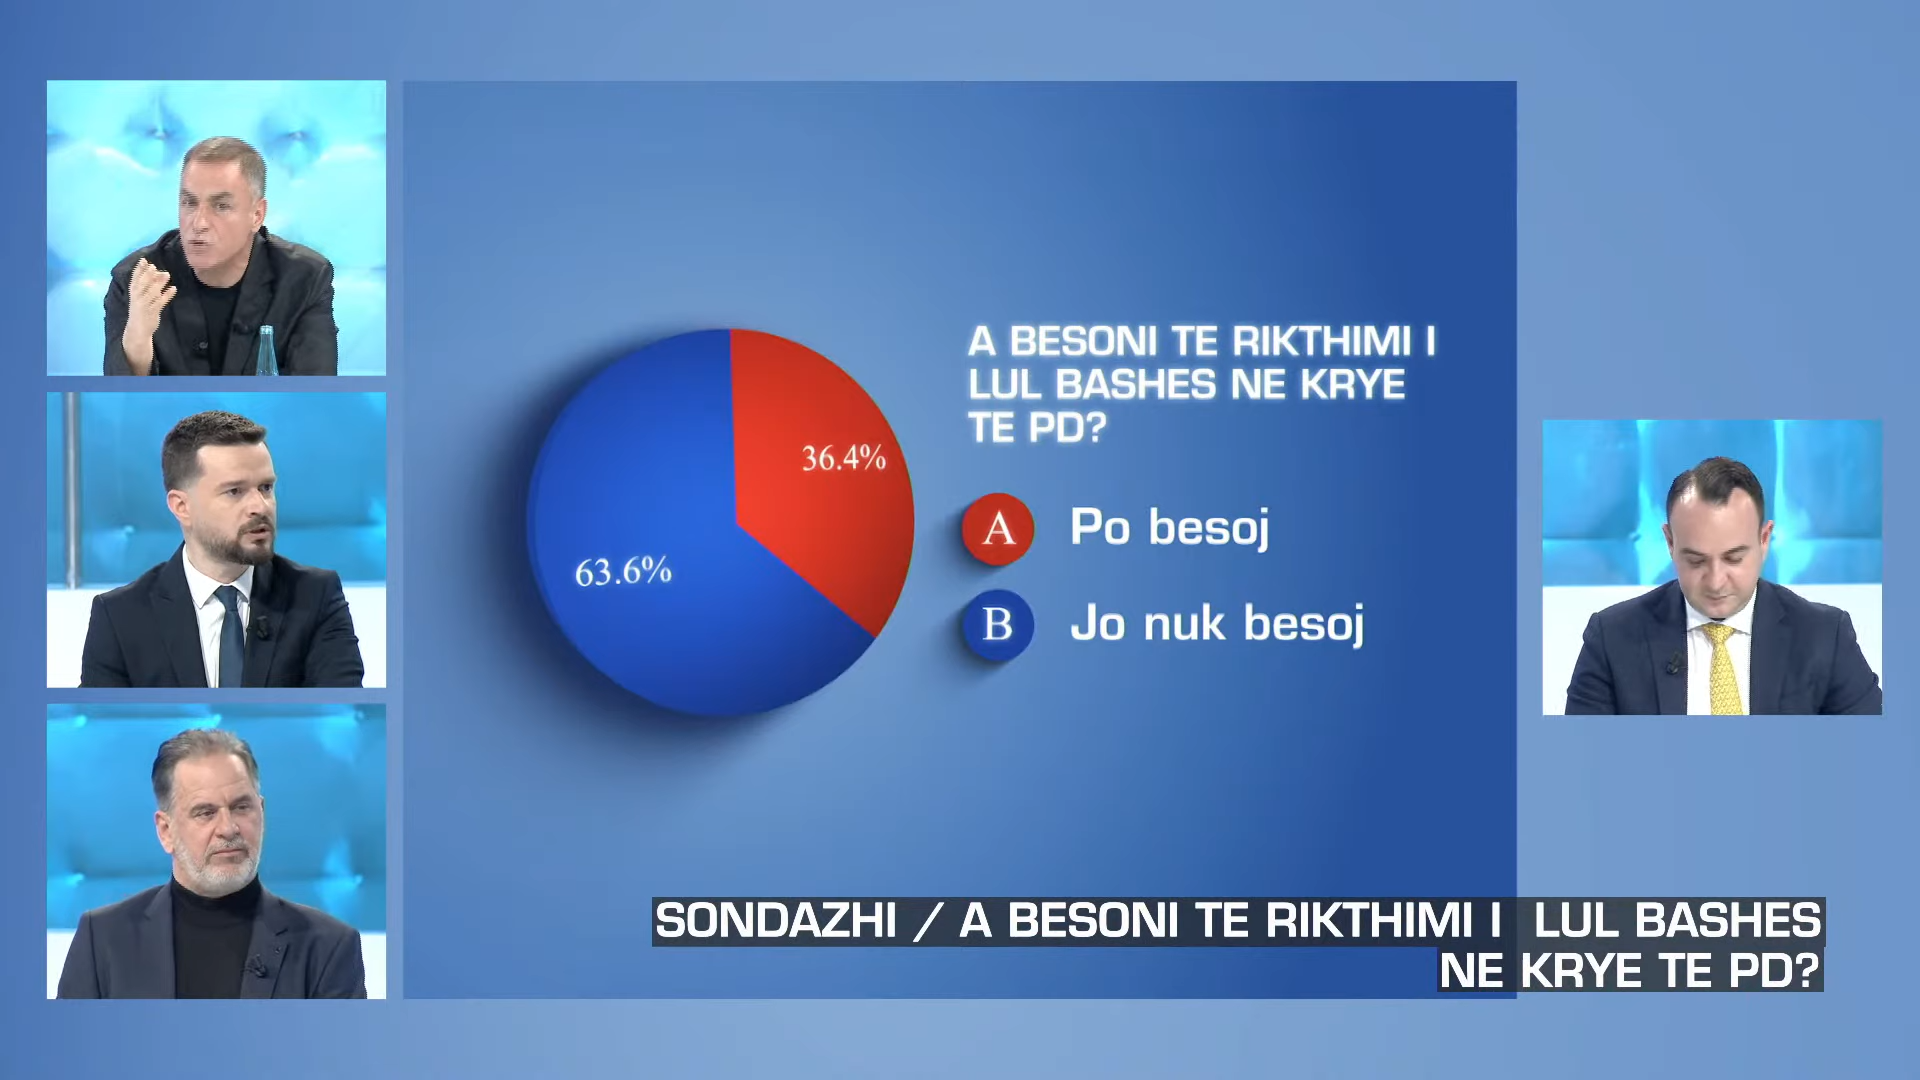 A BESONI TE RIKTHIMI I
LUL BASHES NE KRYE
TE PD?
36.4%
63.6%
A Po besoj
B Jo nuk besoj
SONDAZHI / A BESONI TE RIKTHIMI I LUL BASHES
NE KRYE TE PD?